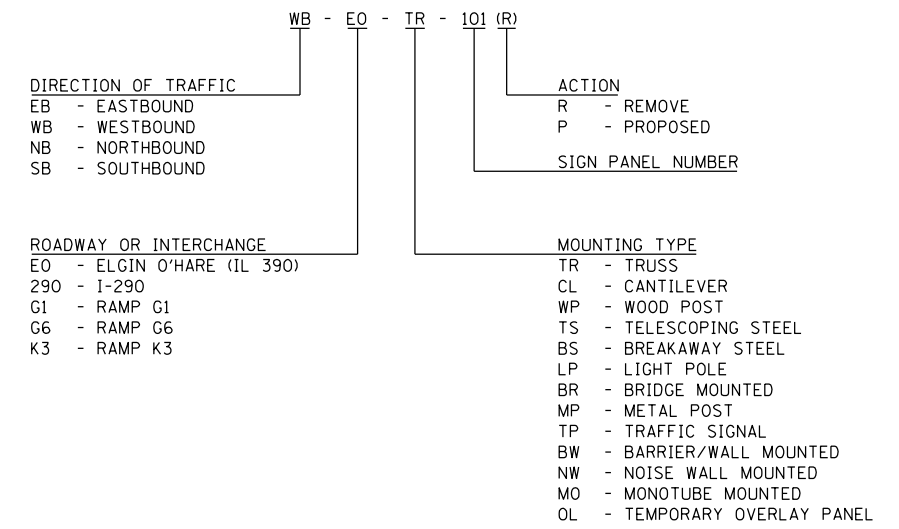 WB - EO - TR - 101 (R)
DIRECTION OF TRAFFIC
EB - EASTBOUND
WB - WESTBOUND
NB - NORTHBOUND
SB - SOUTHBOUND
ACTION
R - REMOVE
P - PROPOSED
SIGN PANEL NUMBER
ROADWAY OR INTERCHANGE
EO - ELGIN O'HARE (IL 390)
290 - I-290
G1 - RAMP G1
G6 - RAMP G6
K3 - RAMP K3
MOUNTING TYPE
TR - TRUSS
CL - CANTILEVER
WP - WOOD POST
TS - TELESCOPING STEEL
BS - BREAKAWAY STEEL
LP - LIGHT POLE
BR - BRIDGE MOUNTED
MP - METAL POST
TP - TRAFFIC SIGNAL
BW - BARRIER/WALL MOUNTED
NW - NOISE WALL MOUNTED
MO - MONOTUBE MOUNTED
OL - TEMPORARY OVERLAY PANEL